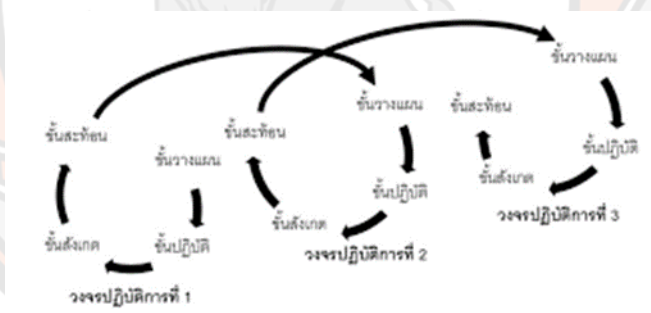 ขั้นวางแผน
ขั้นปฏิบัติ
ขั้นสังเกต
ขั้นสะท้อน
วงจรปฏิบัติการที่ 1
ขั้นวางแผน
ขั้นปฏิบัติ
ขั้นสังเกต
ขั้นสะท้อน
วงจรปฏิบัติการที่ 2
ขั้นวางแผน
ขั้นปฏิบัติ
ขั้นสังเกต
ขั้นสะท้อน
วงจรปฏิบัติการที่ 3